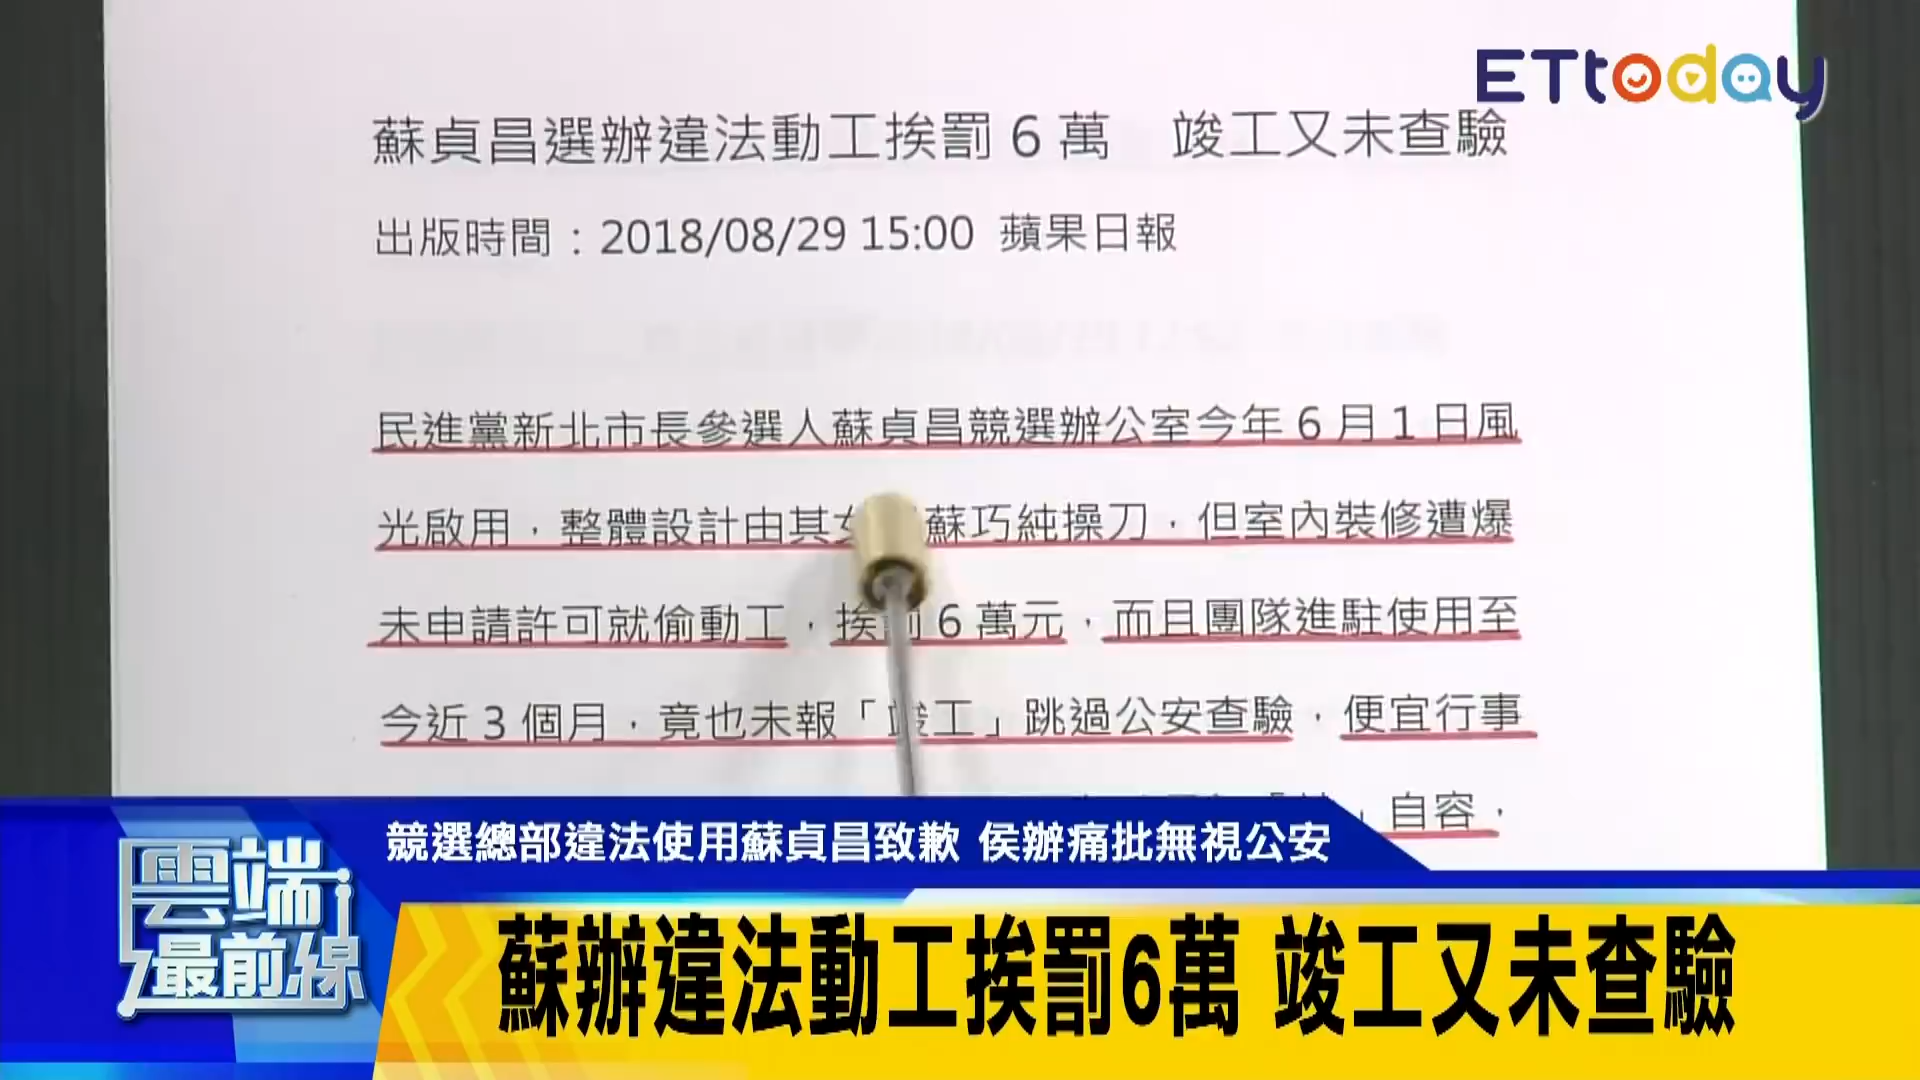 ETtoday
蘇貞昌選辦違法動工挨罰6萬 竣工又未查驗
出版時間：2018/08/29 15:00 蘋果日報
民進黨新北市長參選人蘇貞昌競選辦公室今年6月1日風
光啟用，整體設計由其 蘇巧純操刀，但室內裝修遭爆
未申請許可就偷動工，挨罰6萬元，而且團隊進駐使用至
今近3個月，竟也未報「竣工」跳過公安查驗，便宜行事
」自容，
競選總部違法使用蘇貞昌致歉 侯辦痛批無視公安
雲端最前線
蘇辦違法動工挨罰6萬 竣工又未查驗